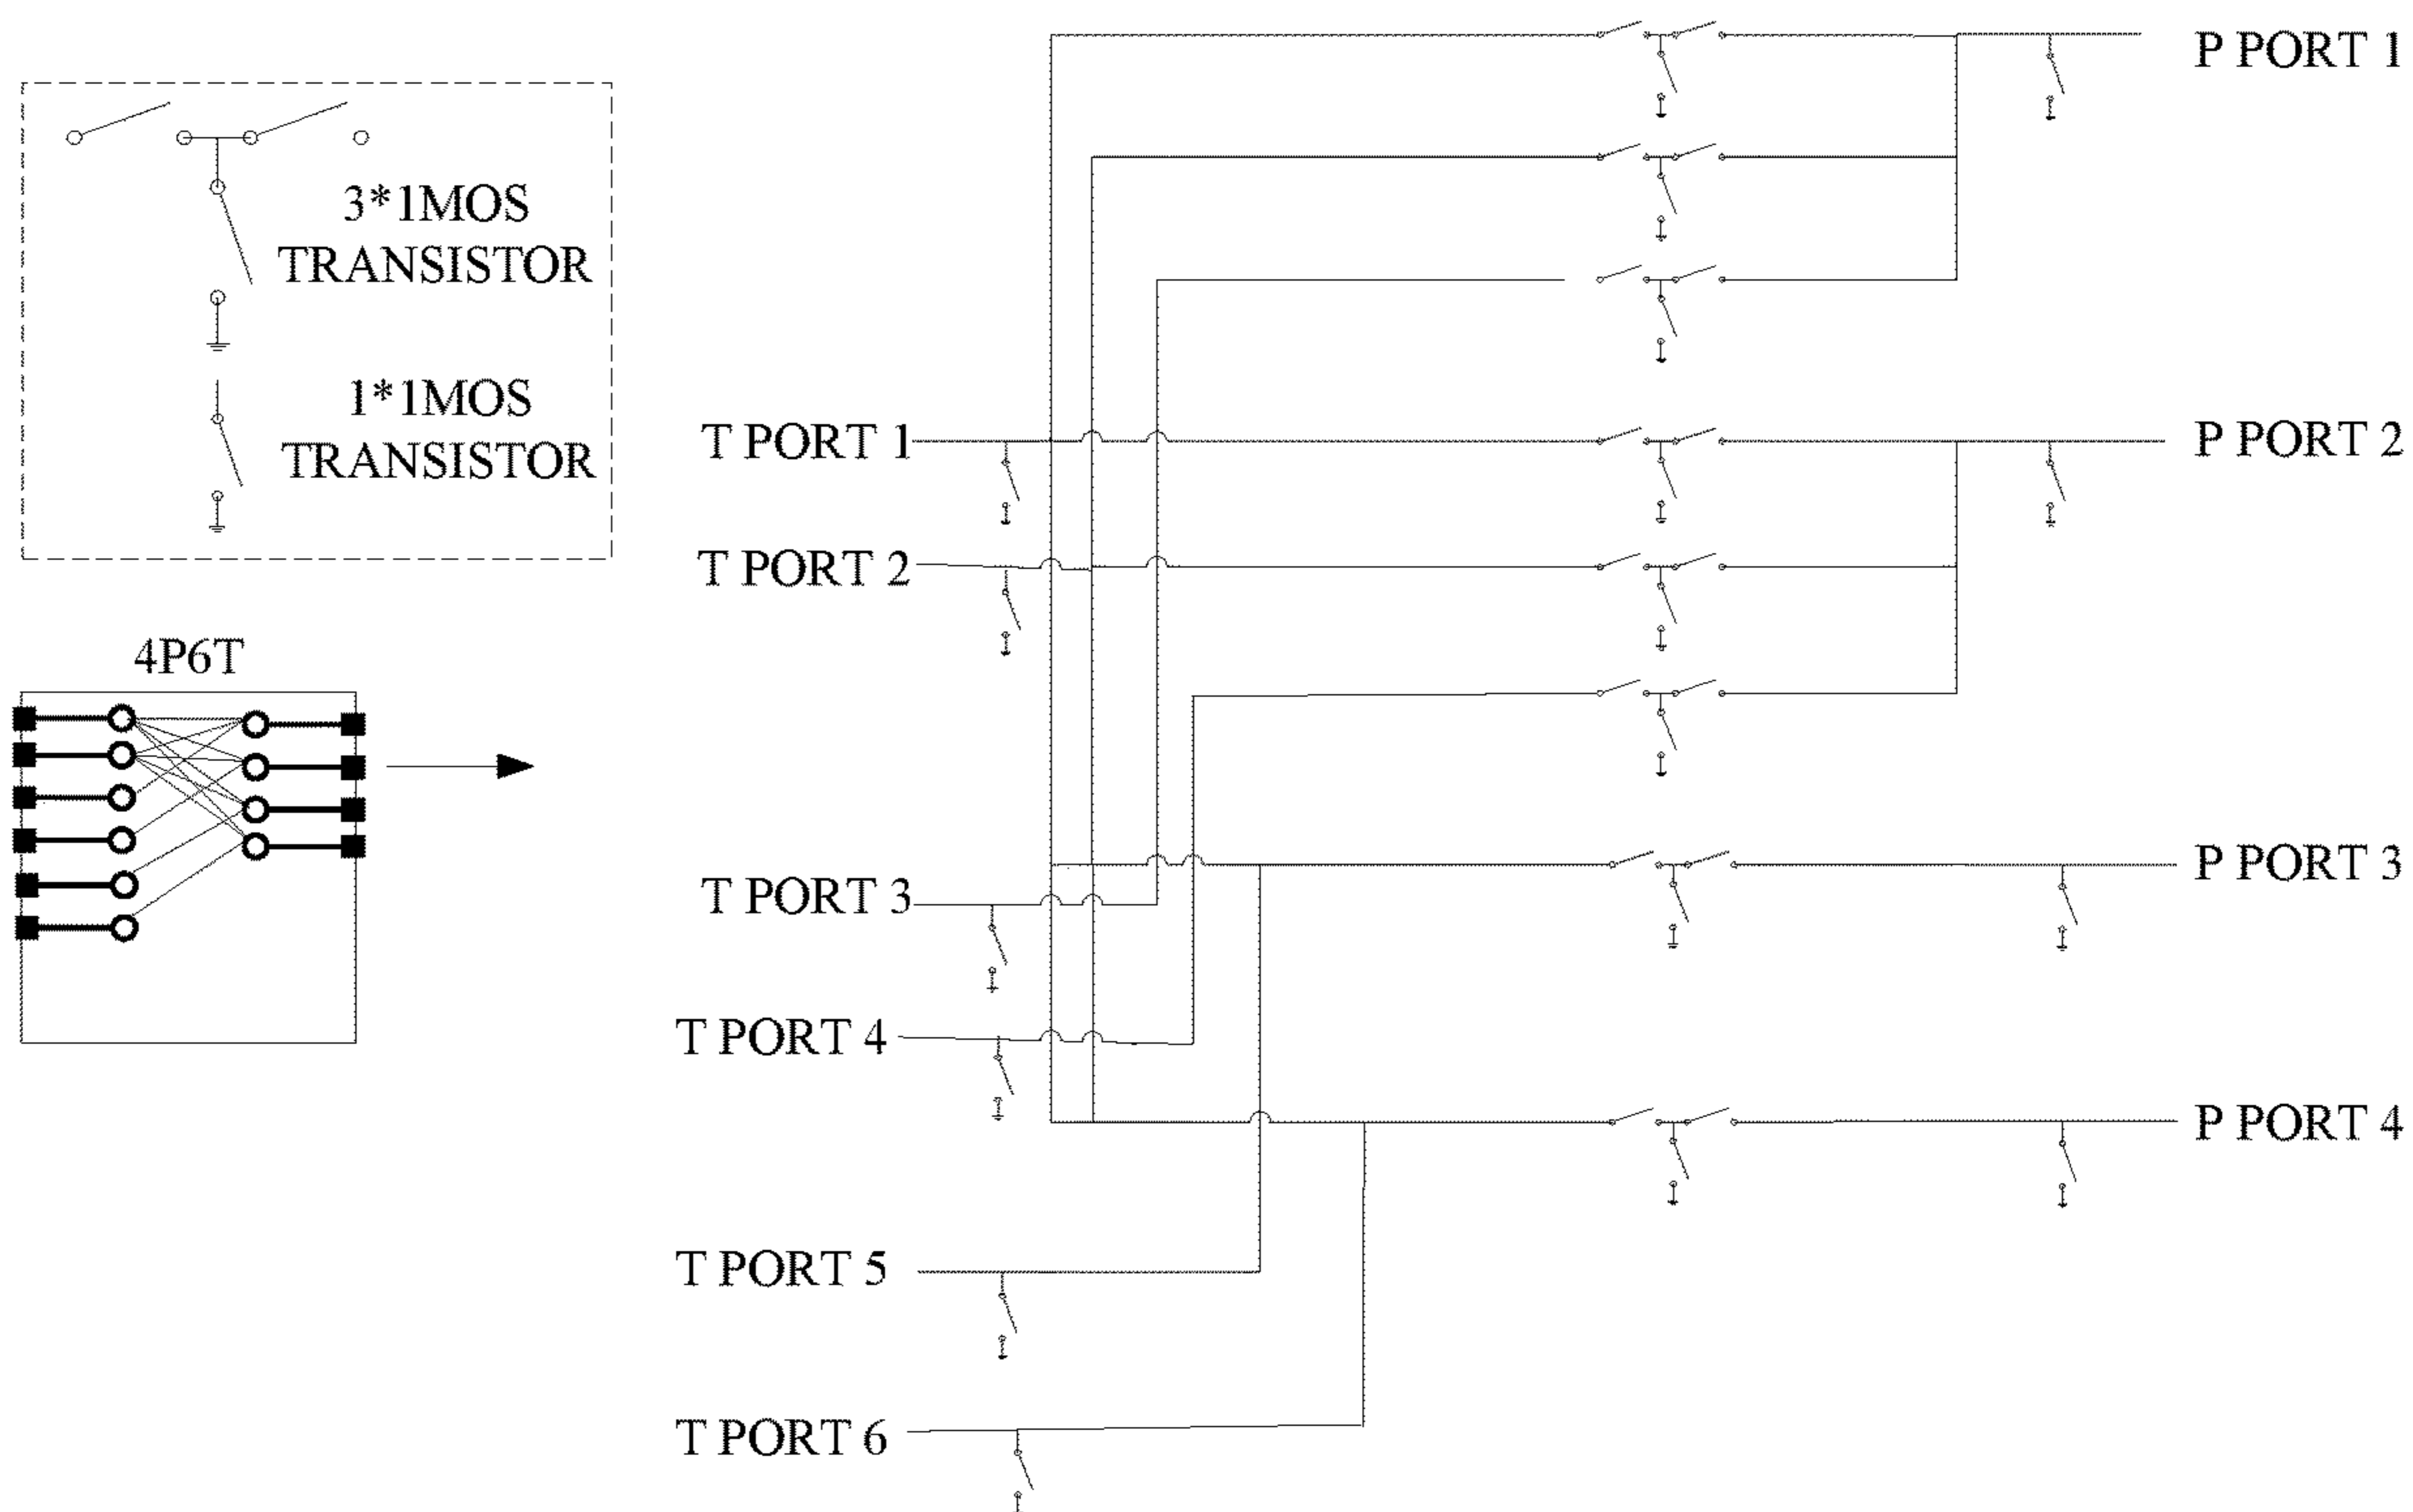 3*1MOS
TRANSISTOR
1*1MOS
TRANSISTOR
4P6T
T PORT 1
T PORT 2
T PORT 3
T PORT 4
T PORT 5
T PORT 6
P PORT 1
P PORT 2
P PORT 3
P PORT 4